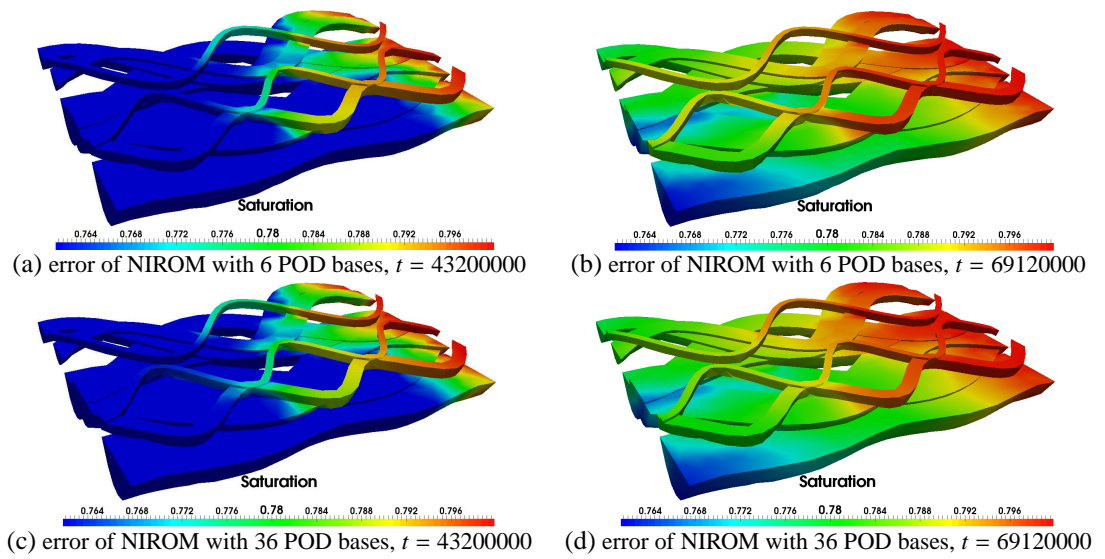 Saturation
0.764 0.768 0.772 0.776 0.78 0.784 0.788 0.792 0.796
(a) error of NIROM with 6 POD bases, t = 43200000
Saturation
0.764 0.768 0.772 0.776 0.78 0.784 0.788 0.792 0.796
(b) error of NIROM with 6 POD bases, t = 69120000
Saturation
0.764 0.768 0.772 0.776 0.78 0.784 0.788 0.792 0.796
(c) error of NIROM with 36 POD bases, t = 43200000
Saturation
0.764 0.768 0.772 0.776 0.78 0.784 0.788 0.792 0.796
(d) error of NIROM with 36 POD bases, t = 69120000